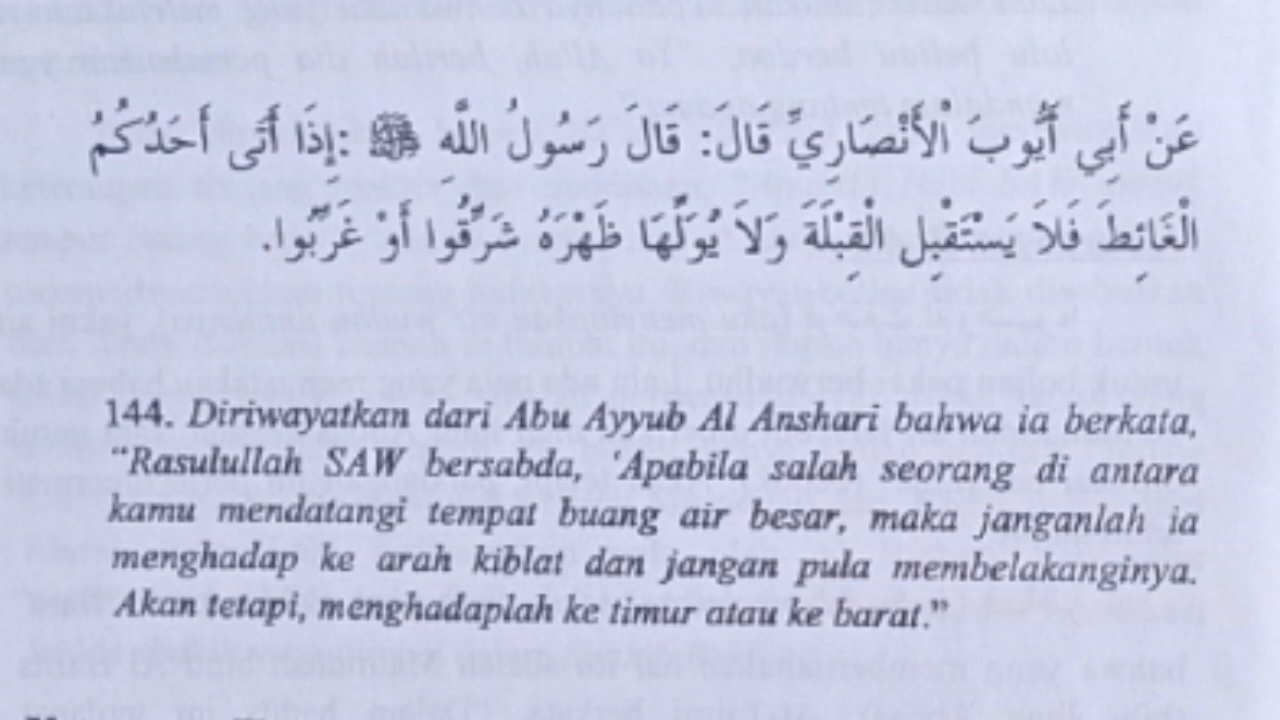 عَنْ أَبِي أَيُّوبَ الْأَنْصَارِيِّ قَالَ: قَالَ رَسُولُ اللَّهِ ﷺ :إِذَا أَتَى أَحَدُكُمُ
الْغَائِطَ فَلاَ يَسْتَقْبِلِ الْقِبْلَةَ وَلاَ يُوَلِّهَا ظَهْرَهُ شَرِّقُوا أَوْ غَرِّبُوا.
144. Diriwayatkan dari Abu Ayyub Al Anshari bahwa ia berkata,
“Rasulullah SAW bersabda, ‘Apabila salah seorang di antara
kamu mendatangi tempat buang air besar, maka janganlah ia
menghadap ke arah kiblat dan jangan pula membelakanginya.
Akan tetapi, menghadaplah ke timur atau ke barat.”